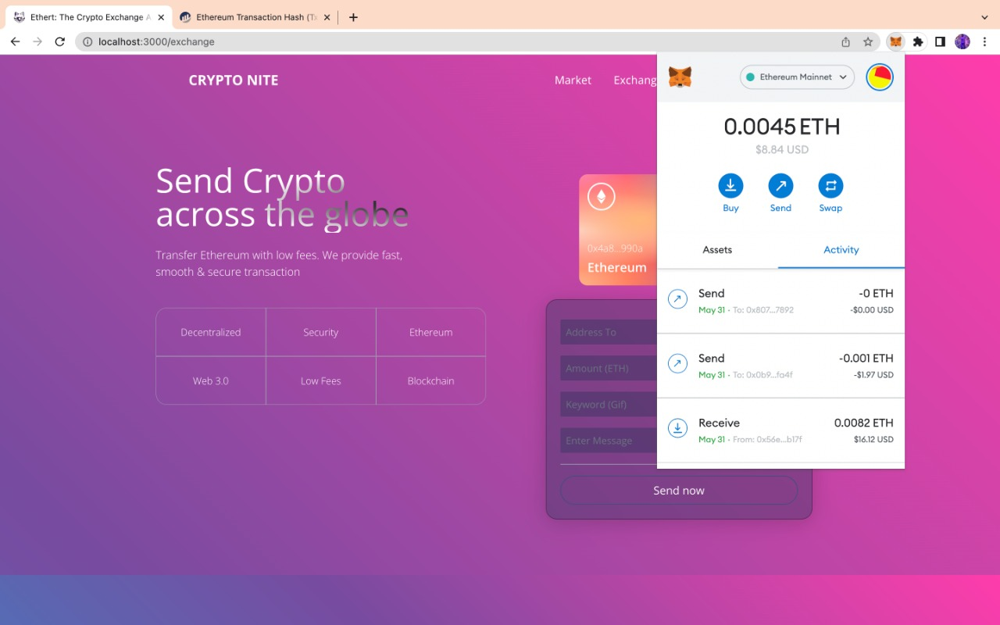 Ethert: The Crypto Exchange A
Ethereum Transaction Hash (Tx
localhost:3000/exchange
CRYPTO NITE
Market
Exchang
Send Crypto
across the globe
Transfer Ethereum with low fees. We provide fast,
smooth & secure transaction
Decentralized Security Ethereum
Web 3.0 Low Fees Blockchain
0x4a8...990a
Ethereum
Address To
Amount (ETH)
Keyword (Gif)
Enter Message
Send now
Ethereum Mainnet
0.0045 ETH
$8.84 USD
Buy Send Swap
Assets Activity
Send -0 ETH
May 31 · To: 0x807...7892 -$0.00 USD
Send -0.001 ETH
May 31 · To: 0x0b9...fa4f -$1.97 USD
Receive 0.0082 ETH
May 31 · From: 0x56e...b17f $16.12 USD